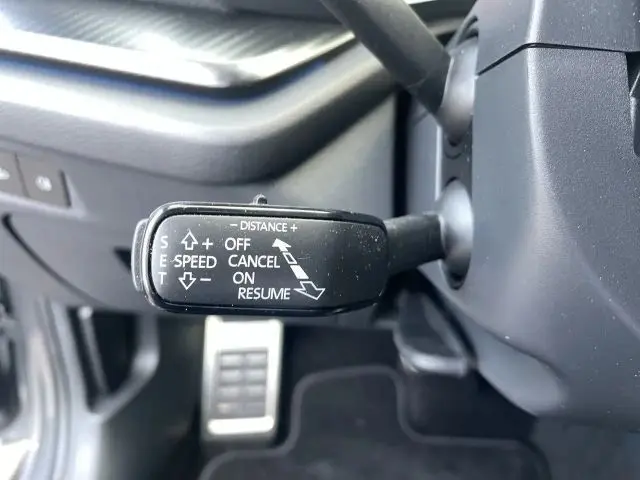 - DISTANCE +
S + OFF
E SPEED CANCEL
T - ON
RESUME